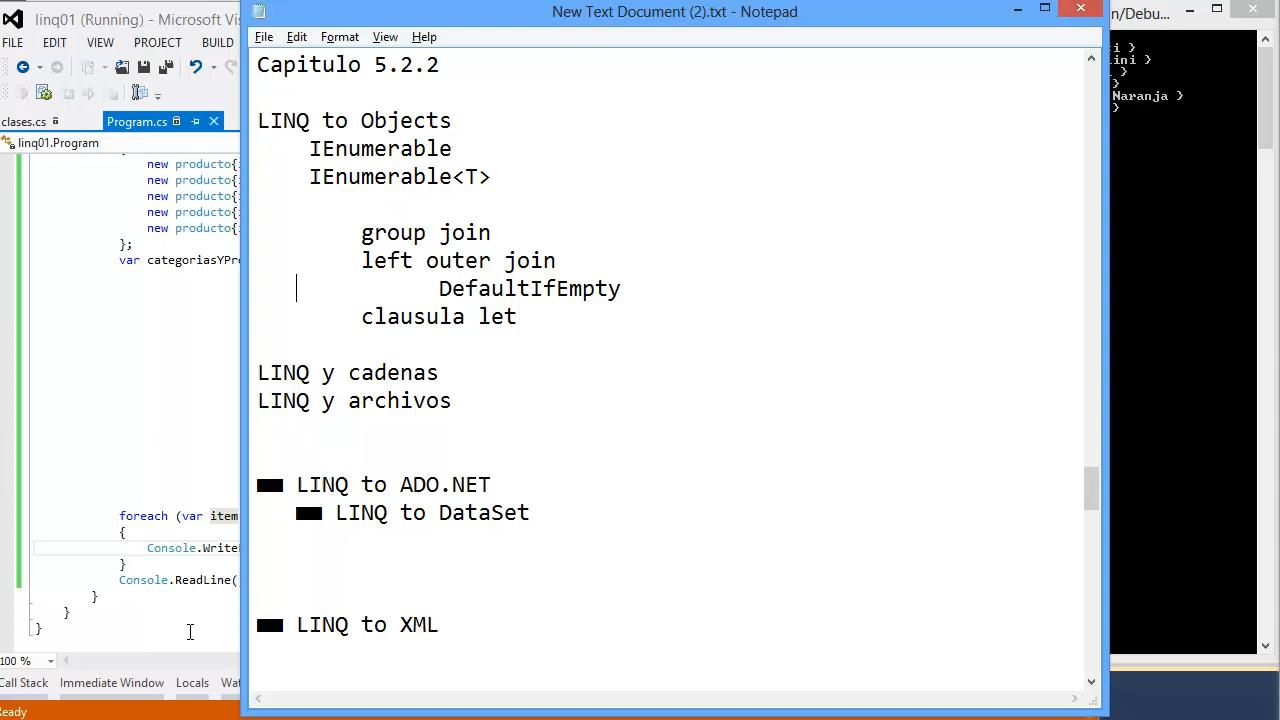 linq01 (Running) - Microsoft Vis
FILE EDIT VIEW PROJECT BUILD
clases.cs
Program.cs
linq01.Program
new producto{
new producto{
new producto{
new producto{
new producto{
};
var categoriasYPro
foreach (var item
{
Console.Write
}
Console.ReadLine(
}
}
}
100 %
Call Stack Immediate Window Locals Wat
Ready
New Text Document (2).txt - Notepad
File Edit Format View Help
Capitulo 5.2.2
LINQ to Objects
IEnumerable
IEnumerable<T>
group join
left outer join
DefaultIfEmpty
clausula let
LINQ y cadenas
LINQ y archivos
LINQ to ADO.NET
LINQ to DataSet
LINQ to XML
n/Debu...
i }
ini }
}
}
Naranja }
}